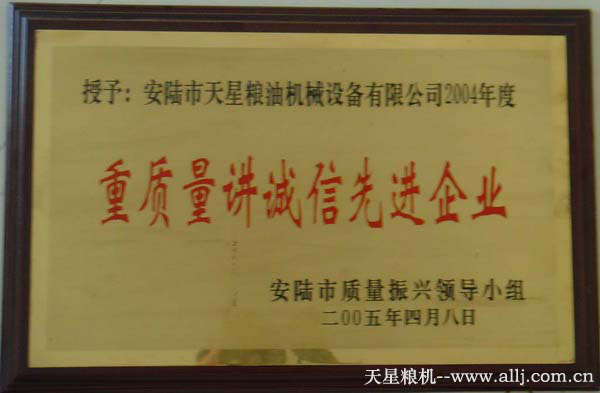 授予：安陆市天星粮油机械设备有限公司2004年度
重质量讲诚信先进企业
安陆市质量振兴领导小组
二00五年四月八日
天星粮机--www.allj.com.cn